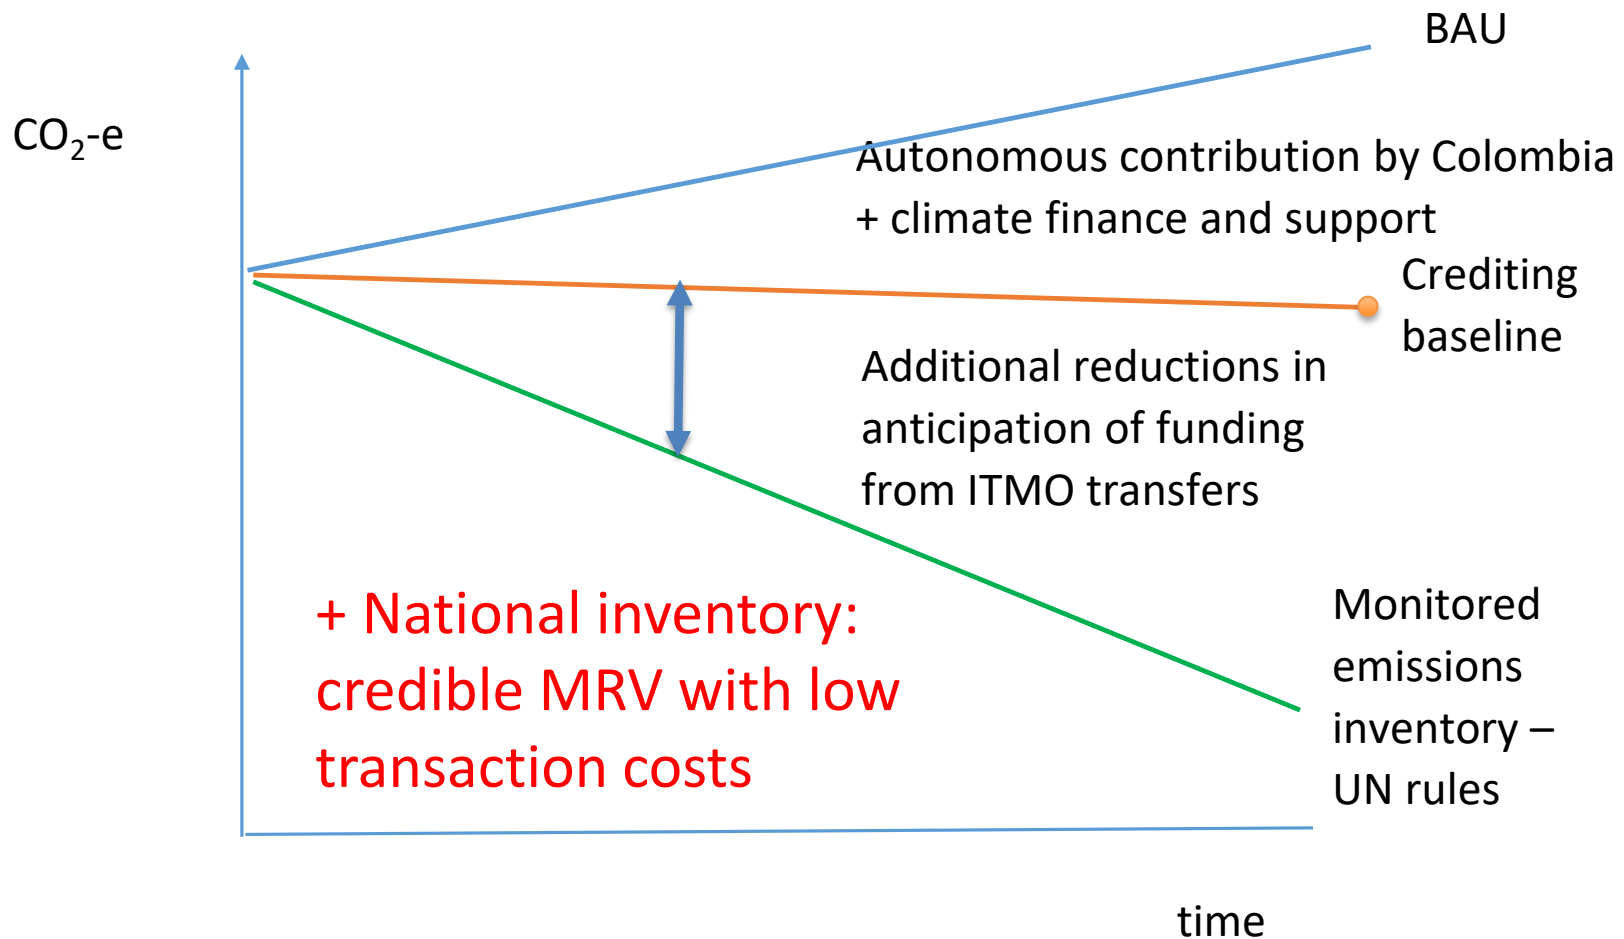 BAU
CO₂-e
Autonomous contribution by Colombia
+ climate finance and support
Crediting
baseline
Additional reductions in
anticipation of funding
from ITMO transfers
+ National inventory:
credible MRV with low
transaction costs
Monitored
emissions
inventory –
UN rules
time